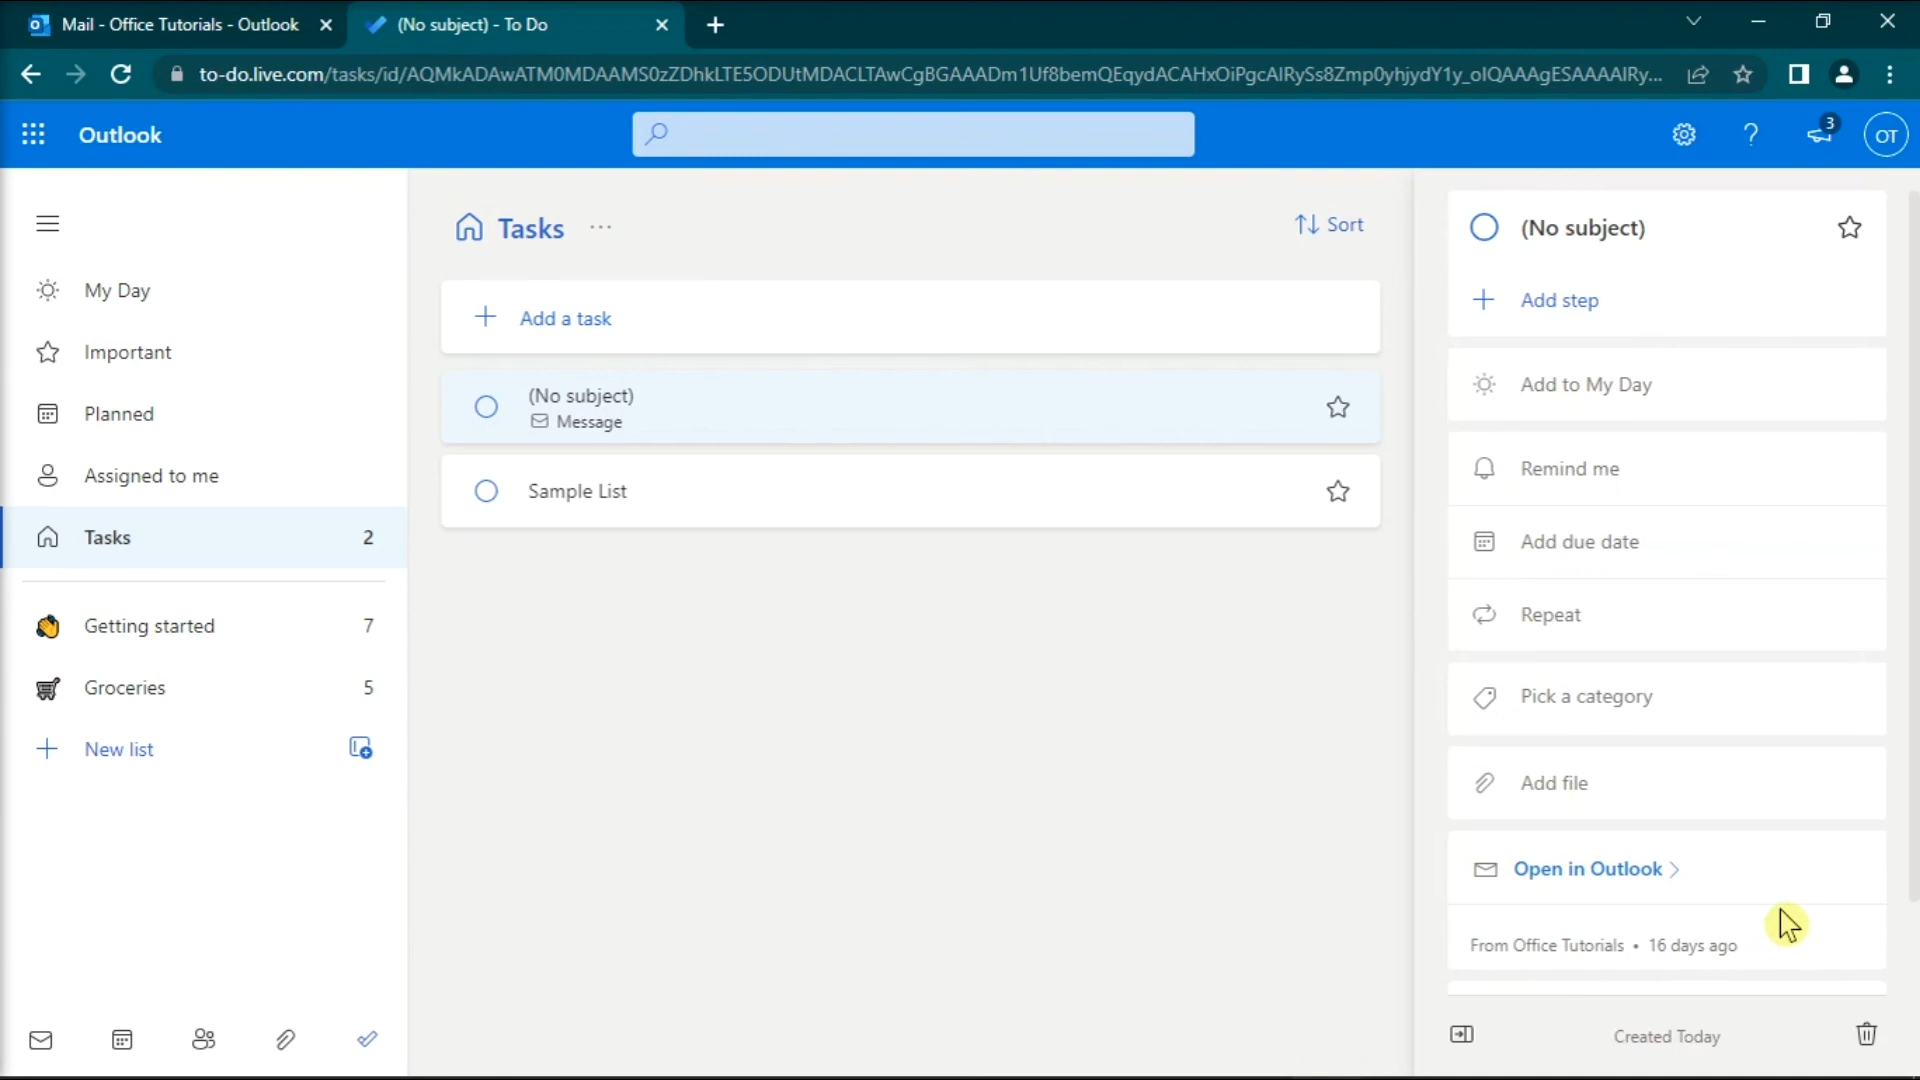 Mail - Office Tutorials - Outlook
(No subject) - To Do
to-do.live.com/tasks/id/AQMkADAwATM0MDAAMS0zZDhkLTE5ODUtMDACLTAwCgBGAAADm1Uf8bemQEqydACAHxOiPgcAIRySs8Zmp0yhjydY1y_oIQAAAgESAAAAIRy...
Outlook
3
OT
Tasks
Sort
(No subject)
Add step
My Day
Add a task
Important
Add to My Day
(No subject)
Message
Planned
Remind me
Assigned to me
Sample List
Tasks 2
Add due date
Getting started 7
Repeat
Groceries 5
Pick a category
New list
Add file
Open in Outlook
From Office Tutorials • 16 days ago
Created Today